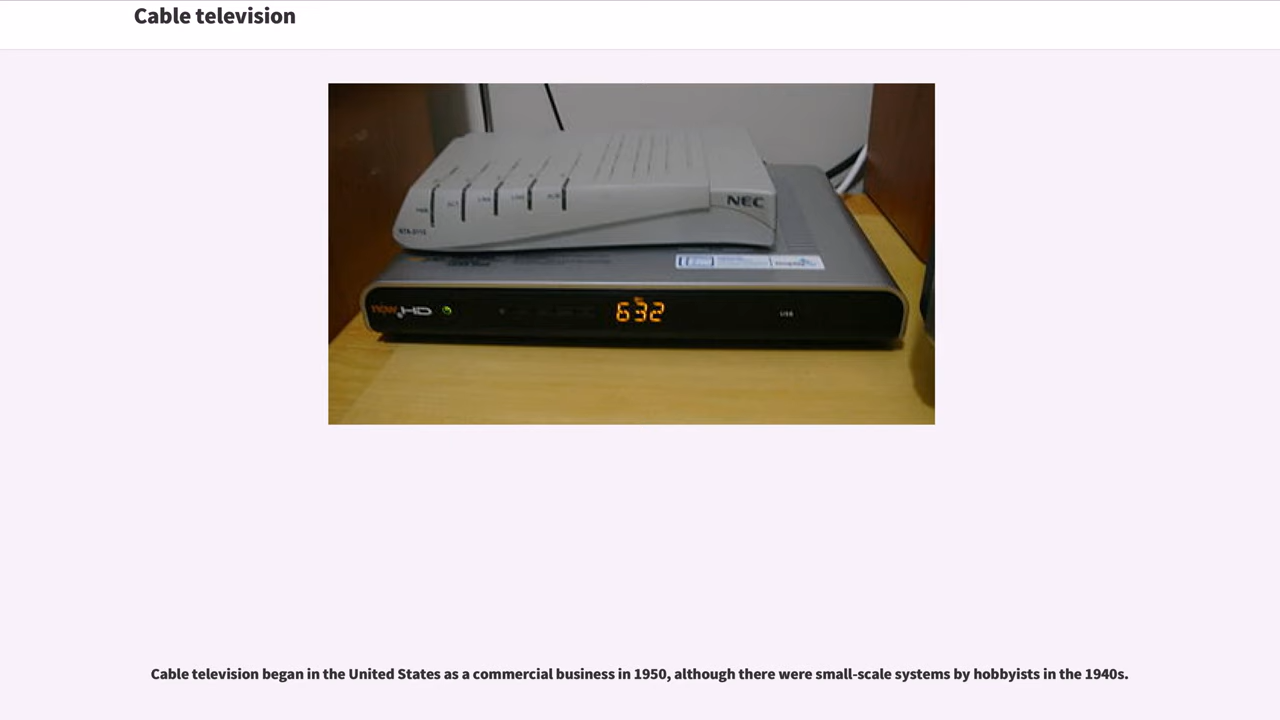 Cable television
NEC
now.HD
632
USB
Cable television began in the United States as a commercial business in 1950, although there were small-scale systems by hobbyists in the 1940s.